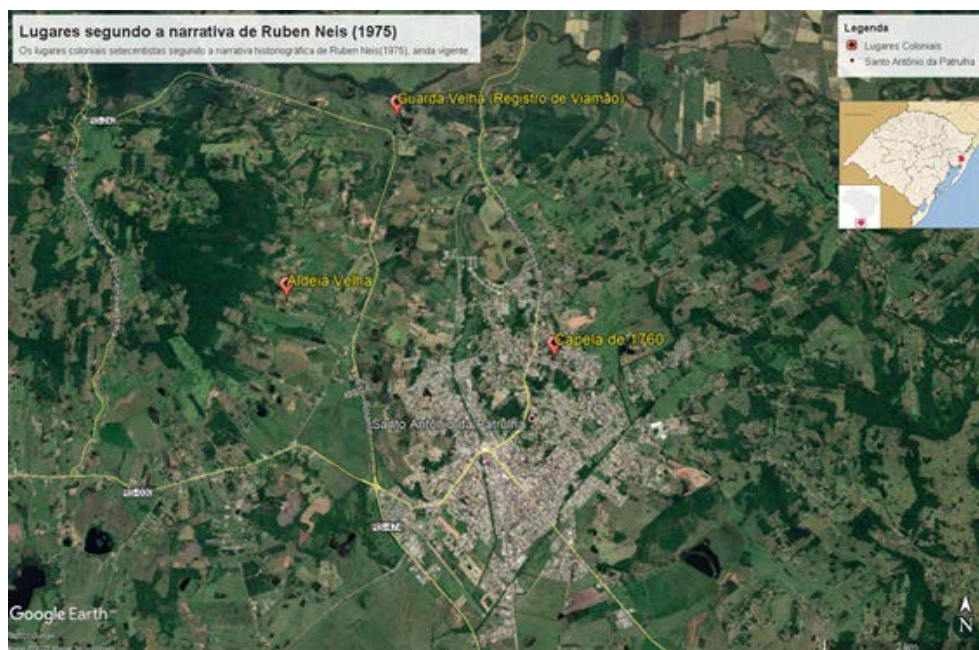 Lugares segundo a narrativa de Ruben Neis (1975)
Os lugares coloniais setecentistas segundo a narrativa historiográfica de Ruben Neis(1975), ainda vigente.
Legenda
Lugares Coloniais
Santo Antônio da Patrulha
Guarda Velha (Registro de Viamão)
Aldeia Velha
Capela de 1760
Santo Antônio da Patrulha
RS-474
Google Earth
N